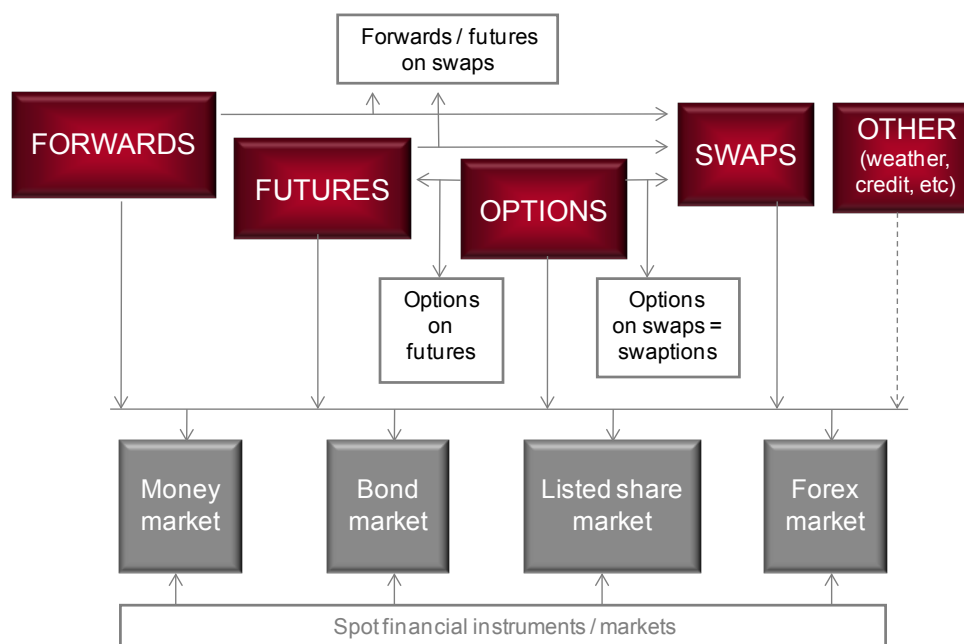 Forwards / futures
on swaps
FORWARDS
FUTURES
OPTIONS
SWAPS
OTHER
(weather,
credit, etc)
Options
on
futures
Options
on swaps =
swaptions
Money
market
Bond
market
Listed share
market
Forex
market
Spot financial instruments / markets